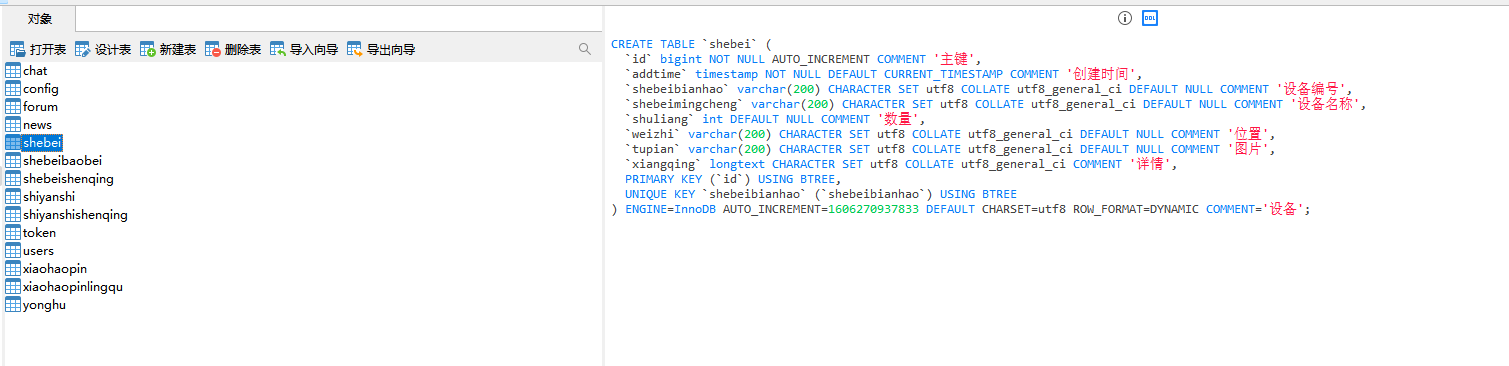 对象
打开表 设计表 新建表 删除表 导入向导 导出向导
chat
config
forum
news
shebei
shebeibaobei
shebeishenqing
shiyanshi
shiyanshishenqing
token
users
xiaohaopin
xiaohaopinlingqu
yonghu
DDL
CREATE TABLE `shebei` (
  `id` bigint NOT NULL AUTO_INCREMENT COMMENT '主键',
  `addtime` timestamp NOT NULL DEFAULT CURRENT_TIMESTAMP COMMENT '创建时间',
  `shebeibianhao` varchar(200) CHARACTER SET utf8 COLLATE utf8_general_ci DEFAULT NULL COMMENT '设备编号',
  `shebeimingcheng` varchar(200) CHARACTER SET utf8 COLLATE utf8_general_ci DEFAULT NULL COMMENT '设备名称',
  `shuliang` int DEFAULT NULL COMMENT '数量',
  `weizhi` varchar(200) CHARACTER SET utf8 COLLATE utf8_general_ci DEFAULT NULL COMMENT '位置',
  `tupian` varchar(200) CHARACTER SET utf8 COLLATE utf8_general_ci DEFAULT NULL COMMENT '图片',
  `xiangqing` longtext CHARACTER SET utf8 COLLATE utf8_general_ci COMMENT '详情',
  PRIMARY KEY (`id`) USING BTREE,
  UNIQUE KEY `shebeibianhao` (`shebeibianhao`) USING BTREE
) ENGINE=InnoDB AUTO_INCREMENT=1606270937833 DEFAULT CHARSET=utf8 ROW_FORMAT=DYNAMIC COMMENT='设备';